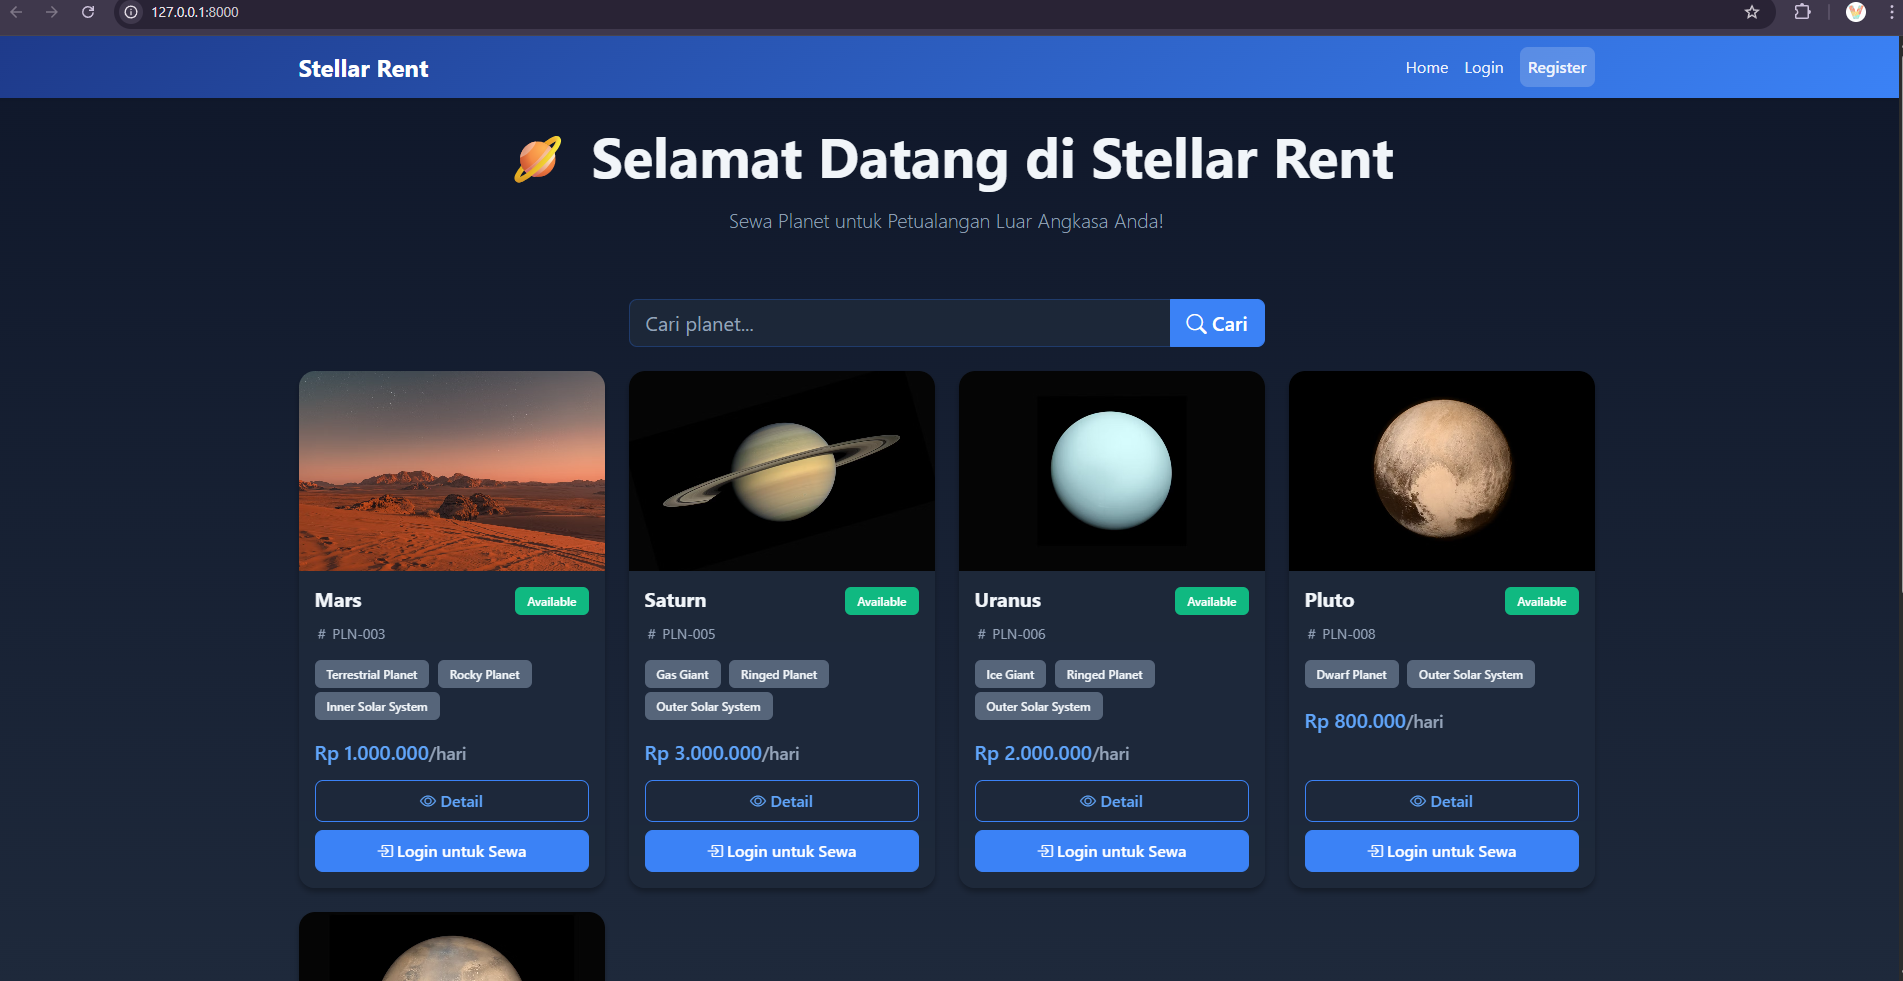 127.0.0.1:8000
Stellar Rent
Home Login Register
Selamat Datang di Stellar Rent
Sewa Planet untuk Petualangan Luar Angkasa Anda!
Cari planet... Cari
Mars Available
# PLN-003
Terrestrial Planet Rocky Planet
Inner Solar System
Rp 1.000.000/hari
Detail
Login untuk Sewa
Saturn Available
# PLN-005
Gas Giant Ringed Planet
Outer Solar System
Rp 3.000.000/hari
Detail
Login untuk Sewa
Uranus Available
# PLN-006
Ice Giant Ringed Planet
Outer Solar System
Rp 2.000.000/hari
Detail
Login untuk Sewa
Pluto Available
# PLN-008
Dwarf Planet Outer Solar System
Rp 800.000/hari
Detail
Login untuk Sewa